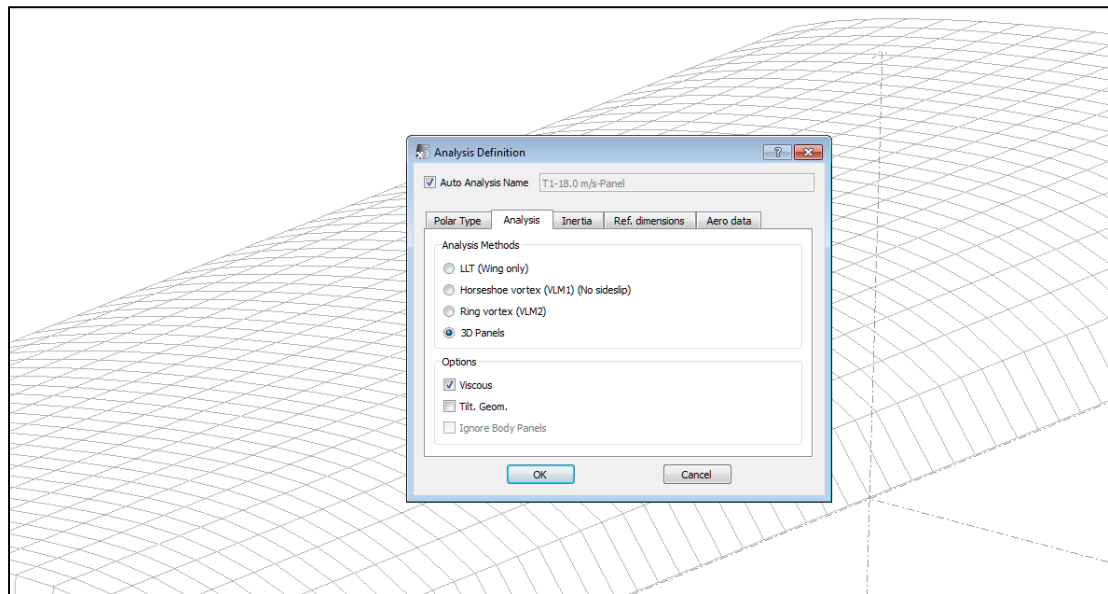 Analysis Definition
Auto Analysis Name T1-18.0 m/s-Panel
Polar Type Analysis Inertia Ref. dimensions Aero data
Analysis Methods
LLT (Wing only)
Horseshoe vortex (VLM1) (No sideslip)
Ring vortex (VLM2)
3D Panels
Options
Viscous
Tilt. Geom.
Ignore Body Panels
OK Cancel